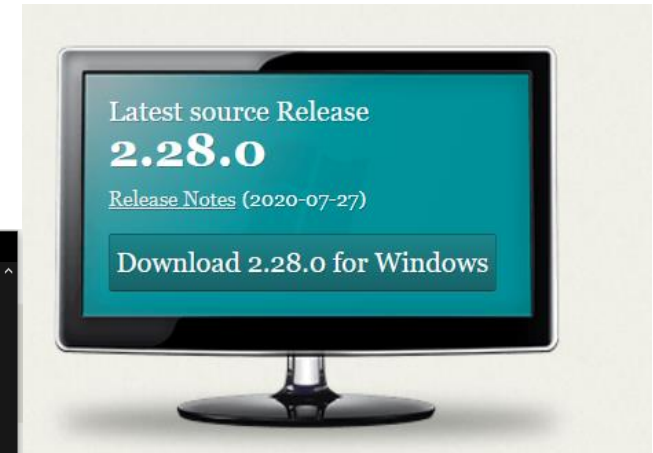 Latest source Release
2.28.0
Release Notes (2020-07-27)
Download 2.28.0 for Windows